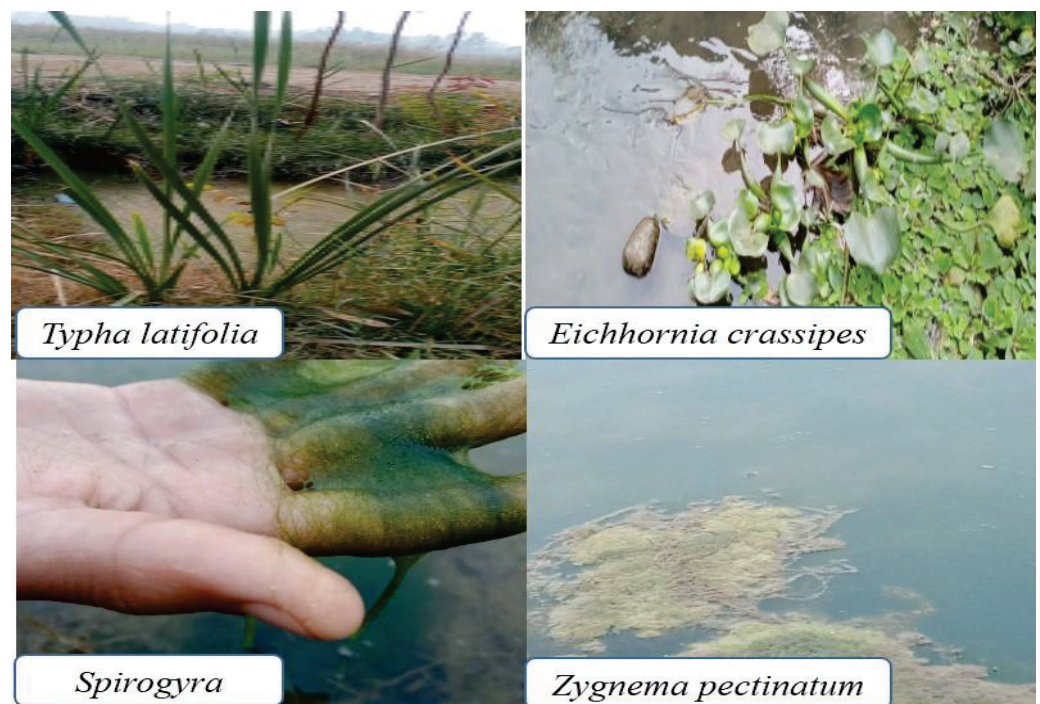 Typha latifolia
Eichhornia crassipes
Spirogyra
Zygnema pectinatum